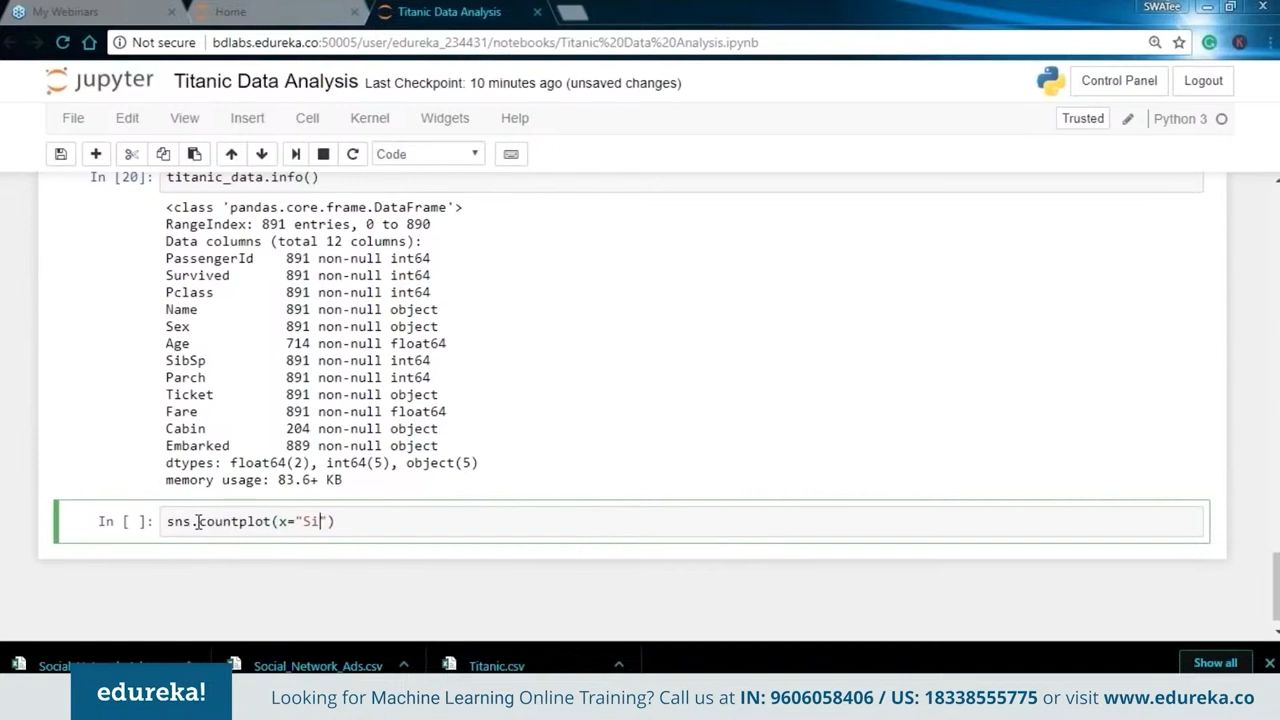 My Webinars
Home
Titanic Data Analysis
SWATee
Not secure bdlabs.edureka.co:50005/user/edureka_234431/notebooks/Titanic%20Data%20Analysis.ipynb
jupyter Titanic Data Analysis Last Checkpoint: 10 minutes ago (unsaved changes)
Control Panel Logout
File Edit View Insert Cell Kernel Widgets Help
Trusted Python 3
Code
In [20]: titanic_data.info()
<class 'pandas.core.frame.DataFrame'>
RangeIndex: 891 entries, 0 to 890
Data columns (total 12 columns):
PassengerId 891 non-null int64
Survived 891 non-null int64
Pclass 891 non-null int64
Name 891 non-null object
Sex 891 non-null object
Age 714 non-null float64
SibSp 891 non-null int64
Parch 891 non-null int64
Ticket 891 non-null object
Fare 891 non-null float64
Cabin 204 non-null object
Embarked 889 non-null object
dtypes: float64(2), int64(5), object(5)
memory usage: 83.6+ KB
In [ ]: sns.countplot(x="Si")
Social_Network_Ads.csv
Titanic.csv
Show all
edureka!
Looking for Machine Learning Online Training? Call us at IN: 9606058406 / US: 18338555775 or visit www.edureka.co